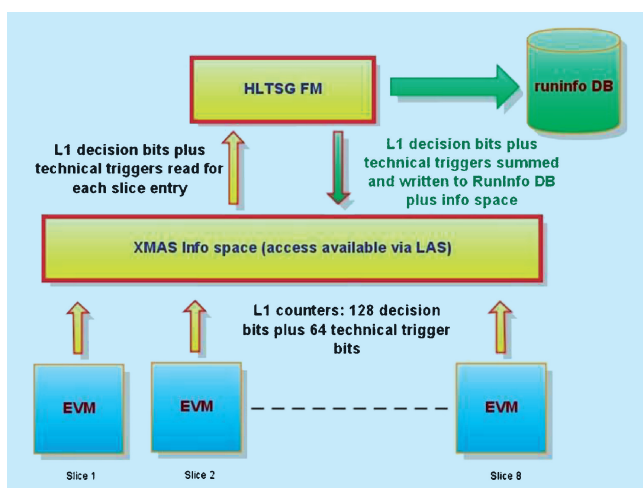 HLTSG FM
runinfo DB
L1 decision bits plus
technical triggers read for
each slice entry
L1 decision bits plus
technical triggers summed
and written to RunInfo DB
plus info space
XMAS Info space (access available via LAS)
L1 counters: 128 decision
bits plus 64 technical trigger
bits
EVM
EVM
EVM
Slice 1
Slice 2
Slice 8